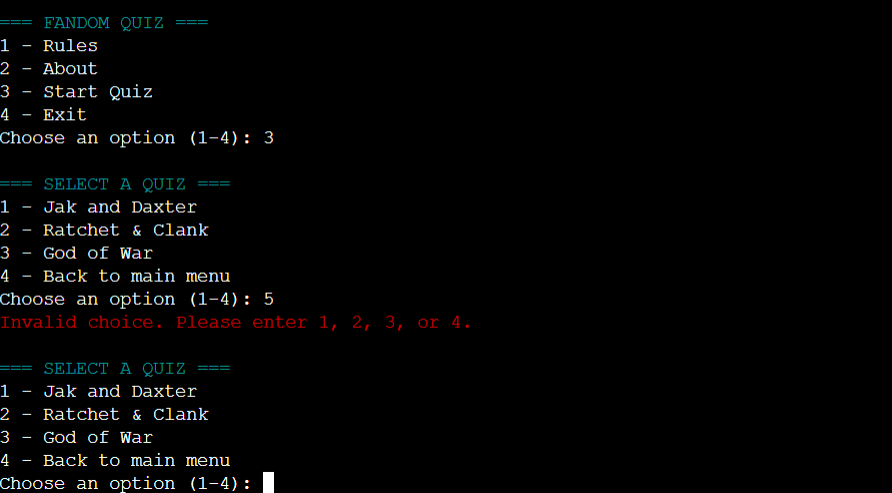 === FANDOM QUIZ ===
1 - Rules
2 - About
3 - Start Quiz
4 - Exit
Choose an option (1-4): 3
=== SELECT A QUIZ ===
1 - Jak and Daxter
2 - Ratchet & Clank
3 - God of War
4 - Back to main menu
Choose an option (1-4): 5
Invalid choice. Please enter 1, 2, 3, or 4.
=== SELECT A QUIZ ===
1 - Jak and Daxter
2 - Ratchet & Clank
3 - God of War
4 - Back to main menu
Choose an option (1-4):